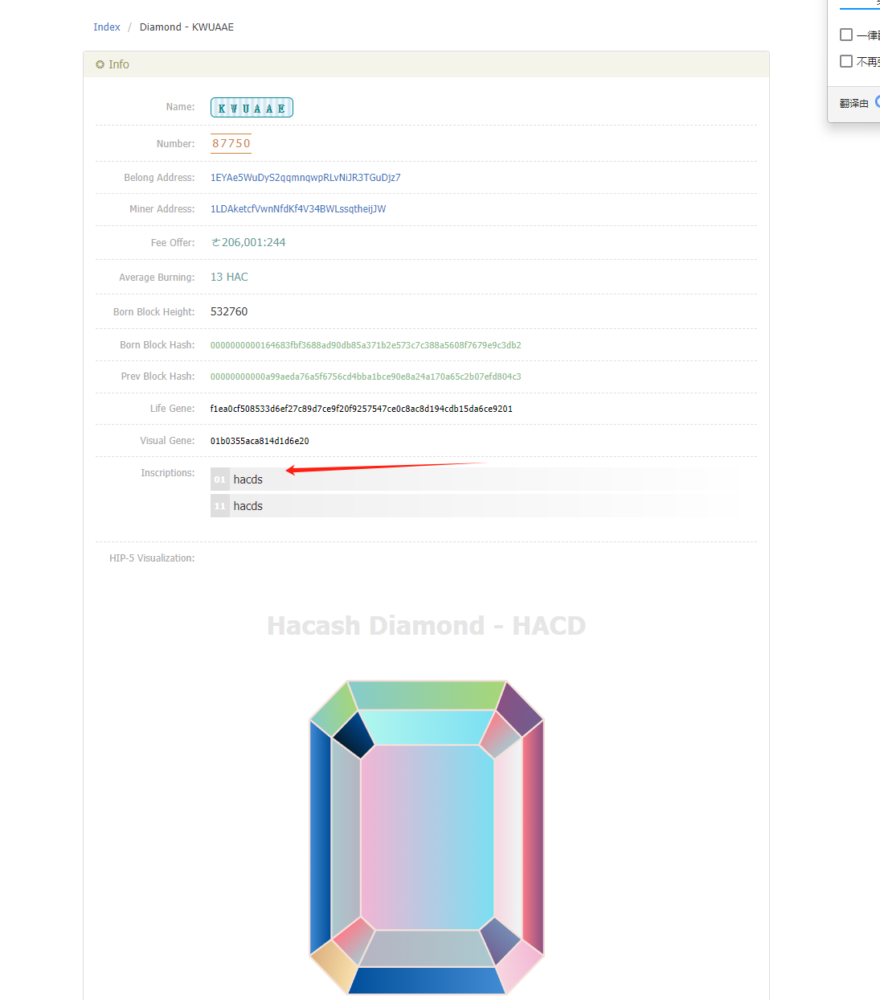 Index / Diamond - KWUAAE
一律
不再
翻译由
Info
Name: KWUAAE
Number: 87750
Belong Address: 1EYAe5WuDyS2qqmnqwpRLvNiJR3TGuDjz7
Miner Address: 1LDAketcfVwnNfdKf4V34BWLssqtheijJW
Fee Offer: ㄜ206,001:244
Average Burning: 13 HAC
Born Block Height: 532760
Born Block Hash: 0000000000164683fbf3688ad90db85a371b2e573c7c388a5608f7679e9c3db2
Prev Block Hash: 00000000000a99aeda76a5f6756cd4bba1bce90e8a24a170a65c2b07efd804c3
Life Gene: f1ea0cf508533d6ef27c89d7ce9f20f9257547ce0c8ac8d194cdb15da6ce9201
Visual Gene: 01b0355aca814d1d6e20
Inscriptions:
01 hacds
11 hacds
HIP-5 Visualization:
Hacash Diamond - HACD